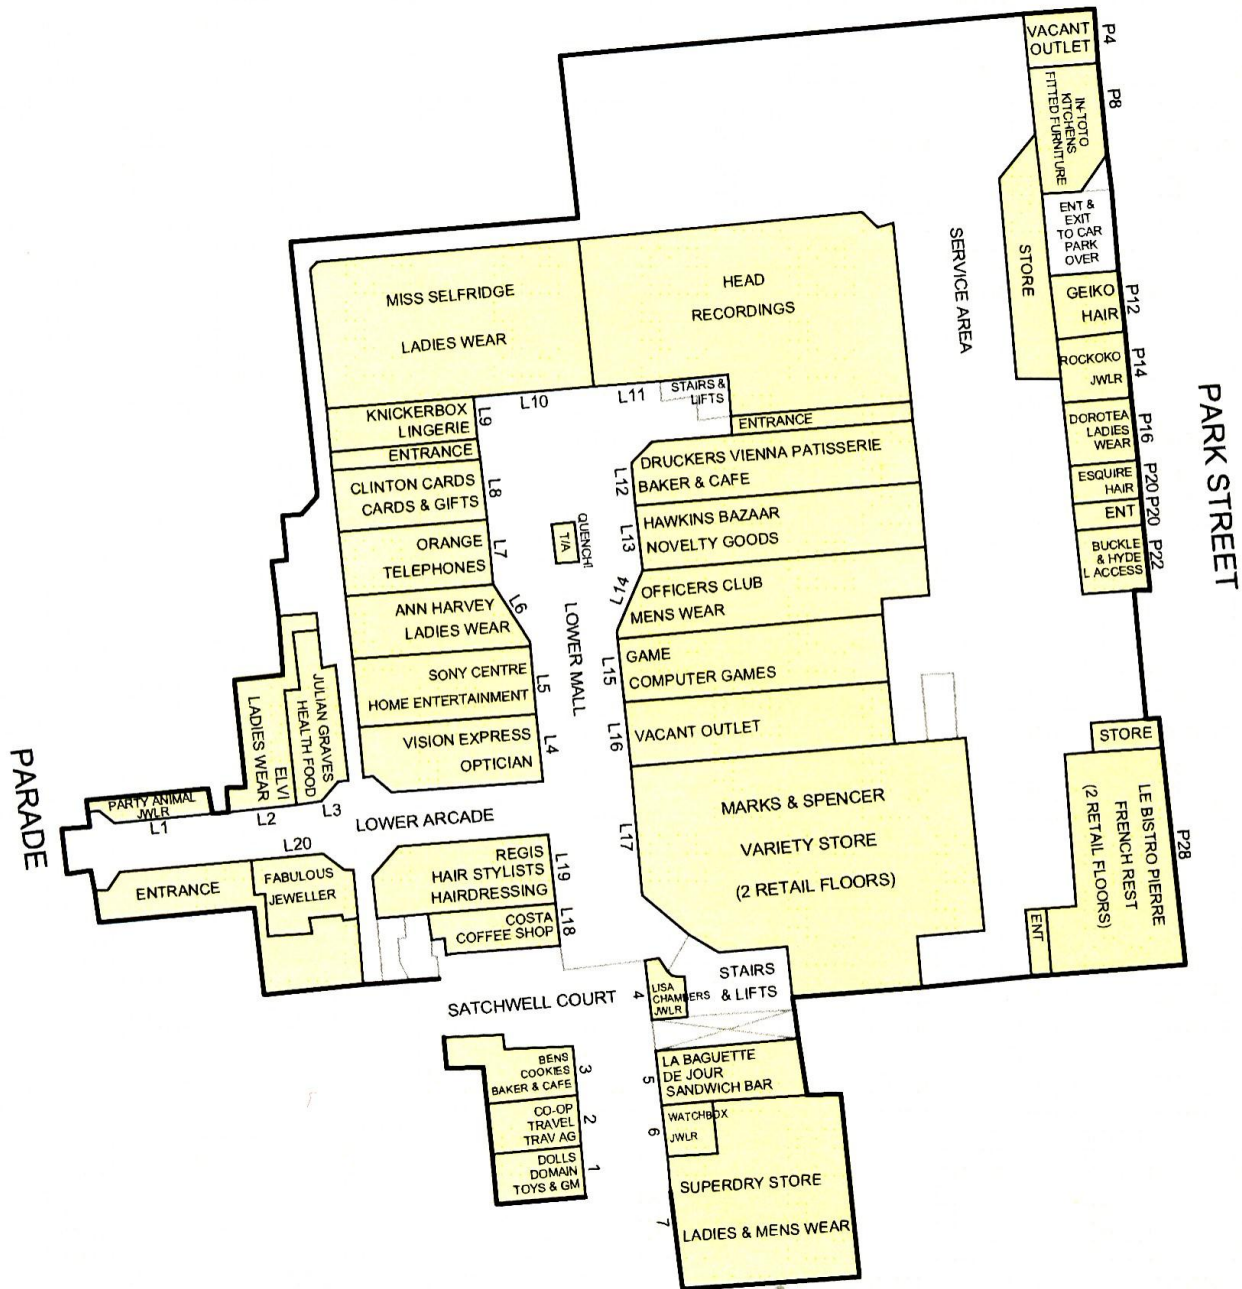 VACANT
OUTLET
P4
IN-TOTO
KITCHENS
FITTED FURNITURE
P8
ENT &
EXIT
TO CAR
PARK
OVER
STORE
SERVICE AREA
GEIKO
HAIR
P12
ROCKOKO
JWLR
P14
DOROTEA
LADIES
WEAR
P16
ESQUIRE
HAIR
P20
ENT
P20
BUCKLE
& HYDE
L ACCESS
P22
PARK STREET
MISS SELFRIDGE
LADIES WEAR
HEAD
RECORDINGS
L10
L11
STAIRS &
LIFTS
KNICKERBOX
LINGERIE
L9
ENTRANCE
ENTRANCE
CLINTON CARDS
CARDS & GIFTS
L8
DRUCKERS VIENNA PATISSERIE
BAKER & CAFE
L12
ORANGE
TELEPHONES
L7
QUENCH!
T/A
HAWKINS BAZAAR
NOVELTY GOODS
L13
ANN HARVEY
LADIES WEAR
L6
LOWER MALL
OFFICERS CLUB
MENS WEAR
L14
SONY CENTRE
HOME ENTERTAINMENT
L5
GAME
COMPUTER GAMES
L15
VISION EXPRESS
OPTICIAN
L4
VACANT OUTLET
L16
JULIAN GRAVES
HEALTH FOOD
L3
ELVI
LADIES WEAR
L2
PARTY ANIMAL
JWLR
L1
PARADE
LOWER ARCADE
L20
ENTRANCE
FABULOUS
JEWELLER
REGIS
HAIR STYLISTS
HAIRDRESSING
L19
COSTA
COFFEE SHOP
L18
MARKS & SPENCER
VARIETY STORE
(2 RETAIL FLOORS)
L17
STORE
LE BISTRO PIERRE
FRENCH REST
(2 RETAIL FLOORS)
P28
ENT
STAIRS
& LIFTS
LISA
CHAMBERS
JWLR
4
SATCHWELL COURT
BENS
COOKIES
BAKER & CAFE
3
CO-OP
TRAVEL
TRAV AG
2
DOLLS
DOMAIN
TOYS & GM
1
LA BAGUETTE
DE JOUR
SANDWICH BAR
5
WATCHBOX
JWLR
6
SUPERDRY STORE
LADIES & MENS WEAR
7